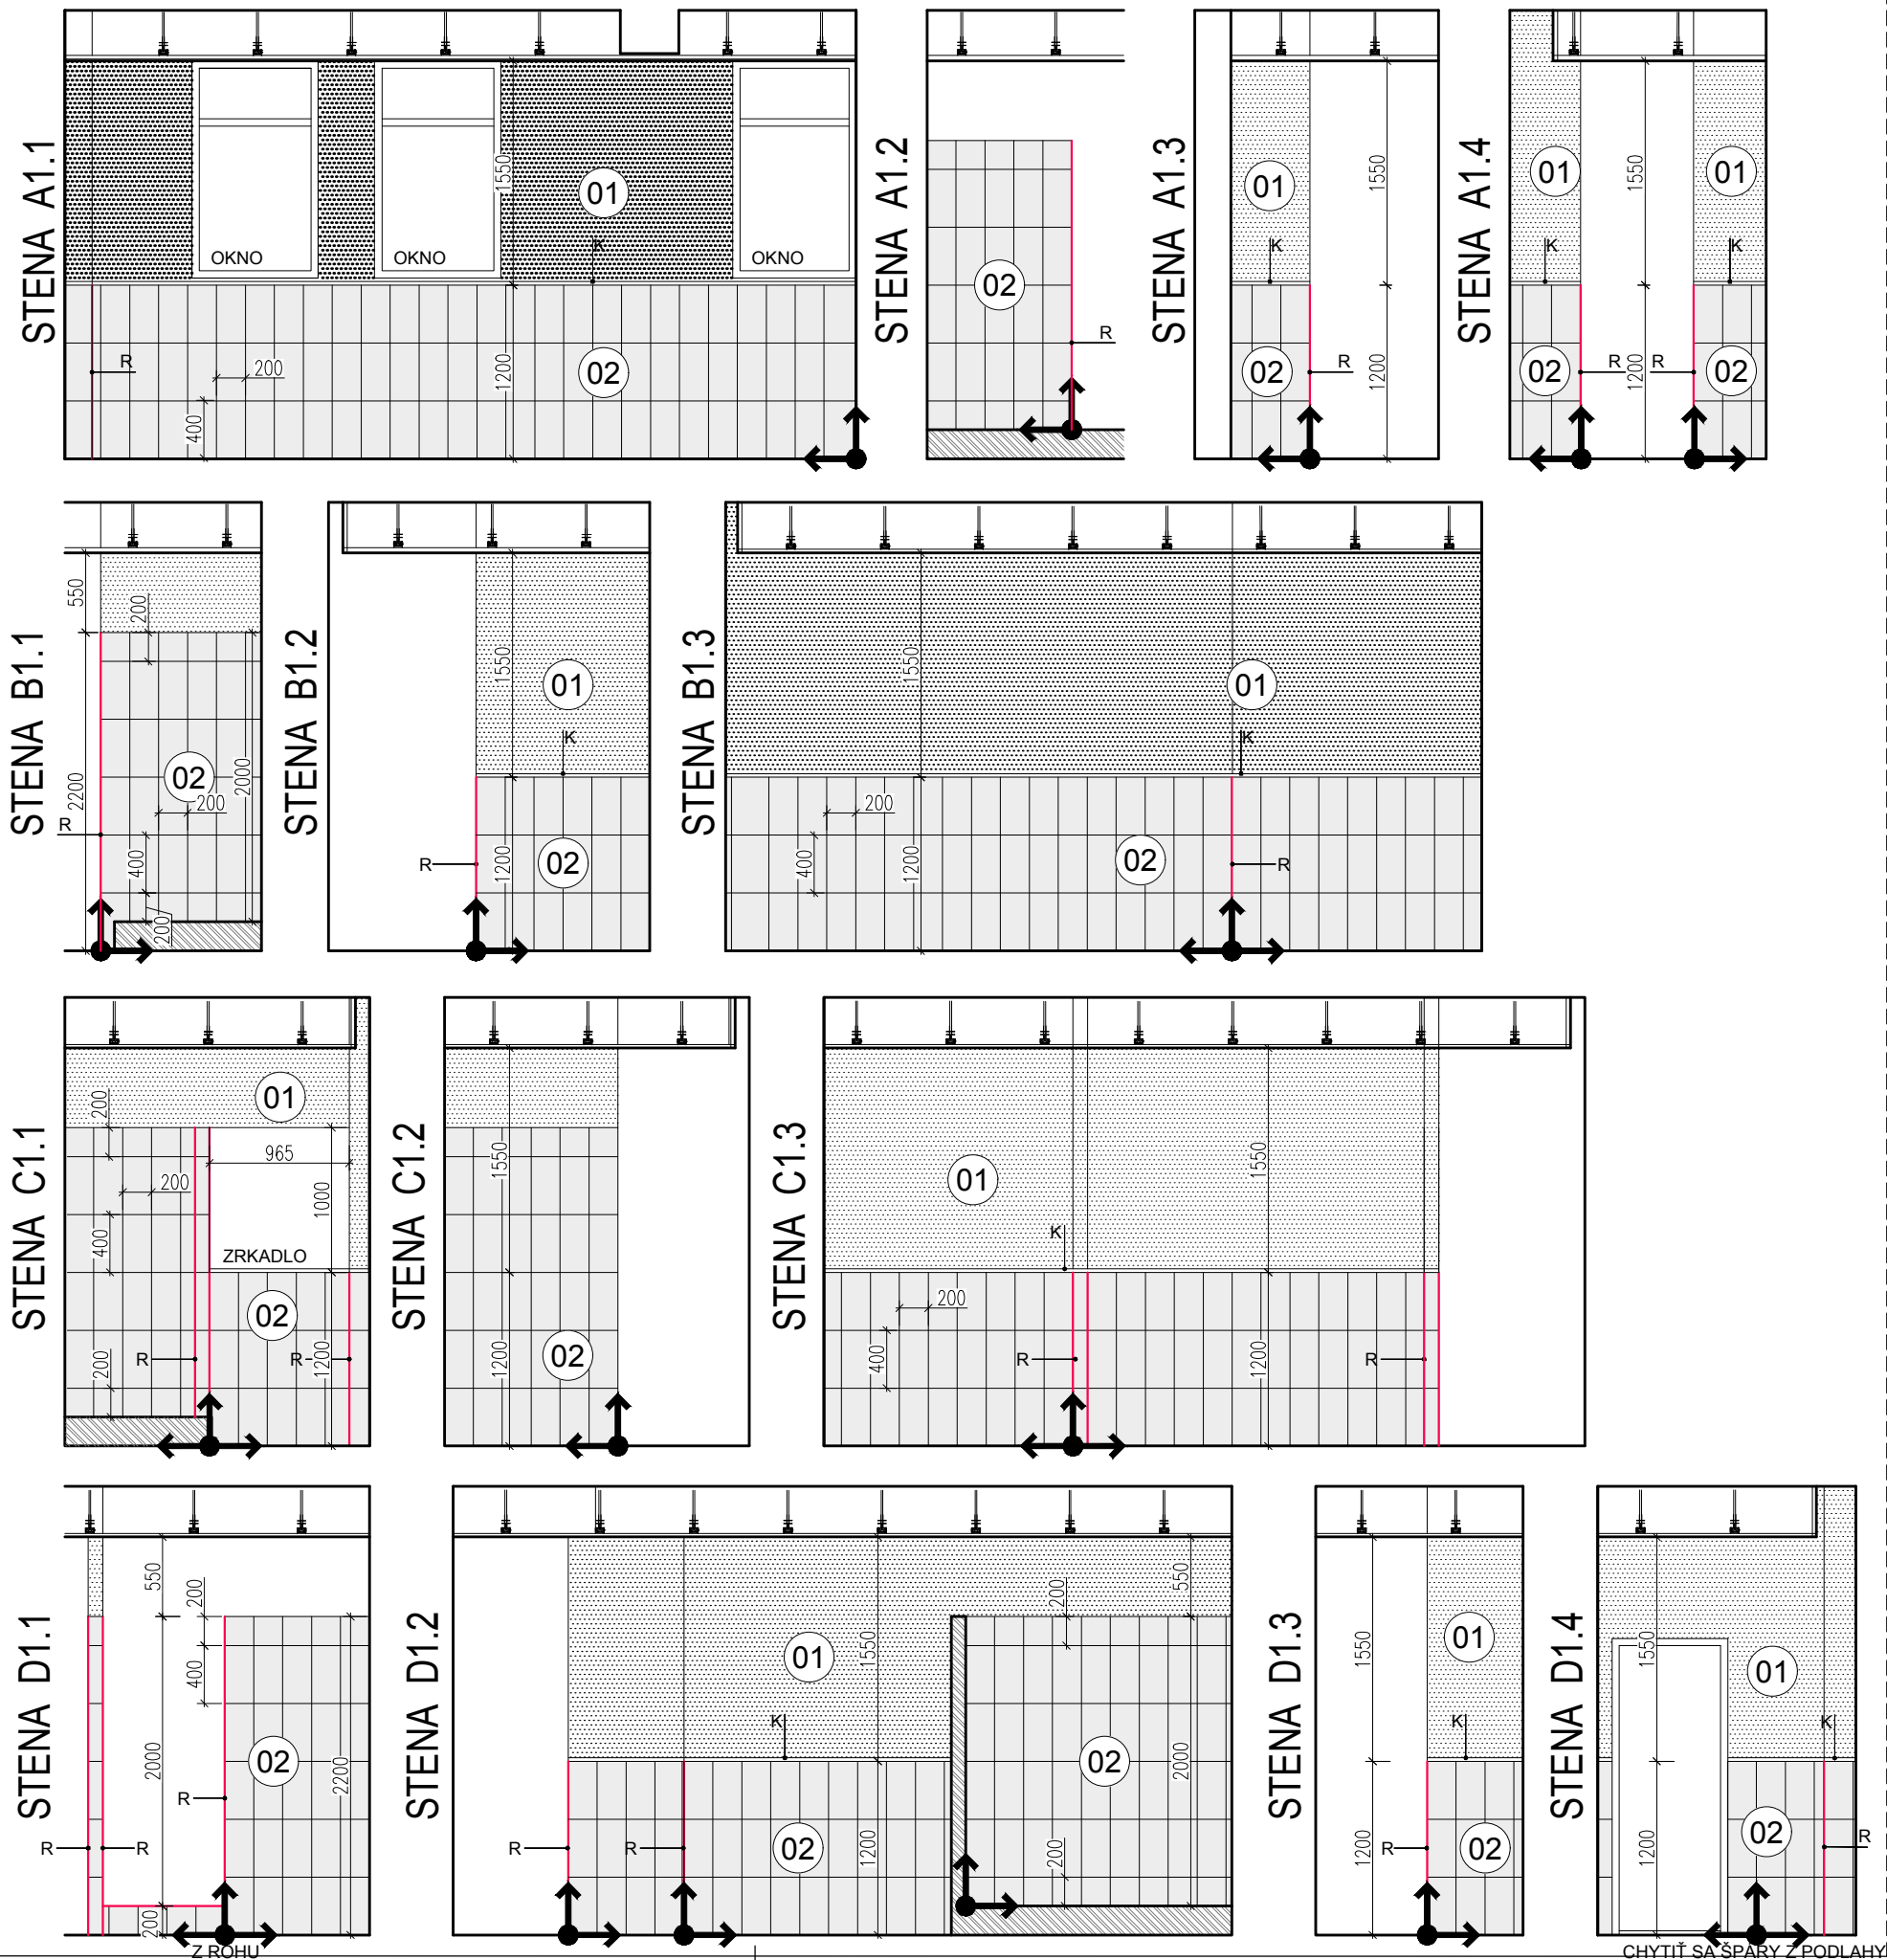 STENA A1.1
OKNO
OKNO
OKNO
1550
01
K
R
200
400
1200
02
STENA A1.2
02
R
STENA A1.3
01
K
1550
02
R
1200
STENA A1.4
01
K
1550
01
K
02
R
1200
R
02
STENA B1.1
550
200
2200
02
200
2000
R
400
200
STENA B1.2
1550
01
K
R
1200
02
STENA B1.3
1550
01
K
200
400
1200
02
R
STENA C1.1
01
200
965
200
1000
400
ZRKADLO
02
R
R
1200
200
STENA C1.2
1550
1200
02
STENA C1.3
01
1550
K
200
400
R
1200
R
STENA D1.1
550
200
400
2000
02
R
2200
R
R
200
Z ROHU
STENA D1.2
200
550
01
1550
K
02
2000
R
R
02
1200
200
STENA D1.3
1550
01
K
1200
R
02
STENA D1.4
1550
01
K
1200
02
R
CHYTIŤ SA ŠPÁRY Z PODLAHY